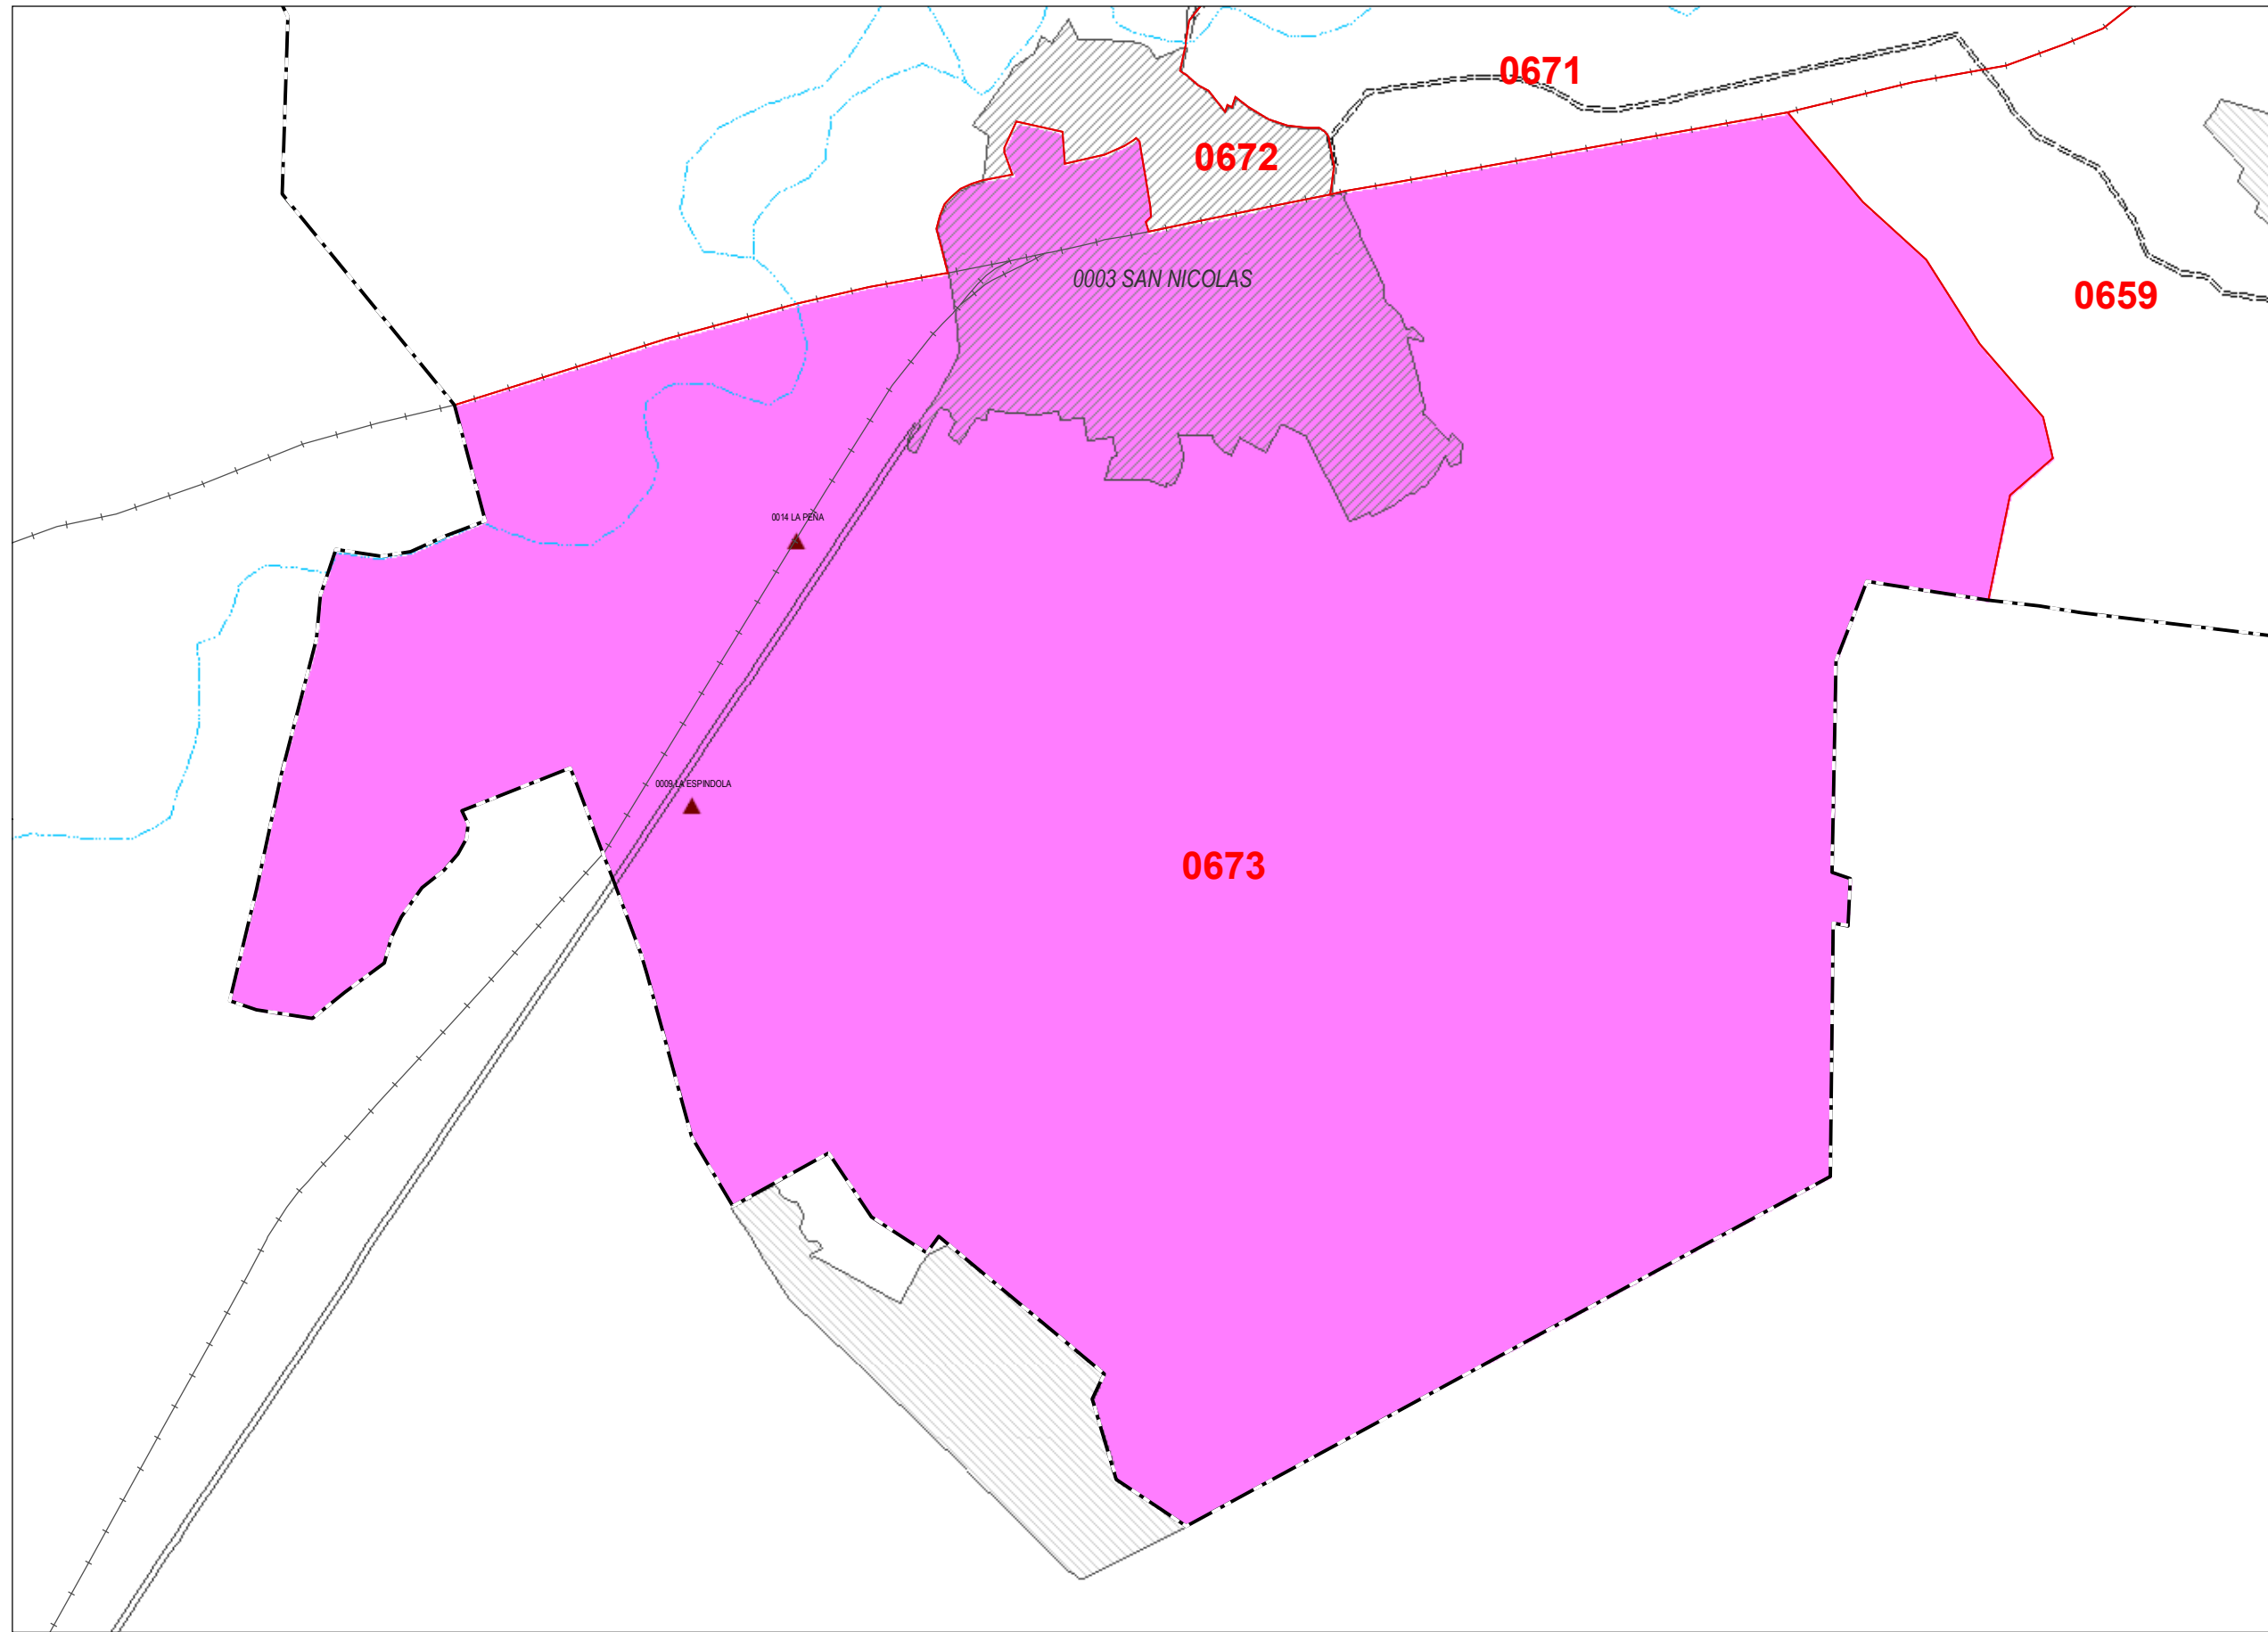 0671
0672
0003 SAN NICOLAS
0659
0014 LA PEÑA
0009 LA ESPINDOLA
0673